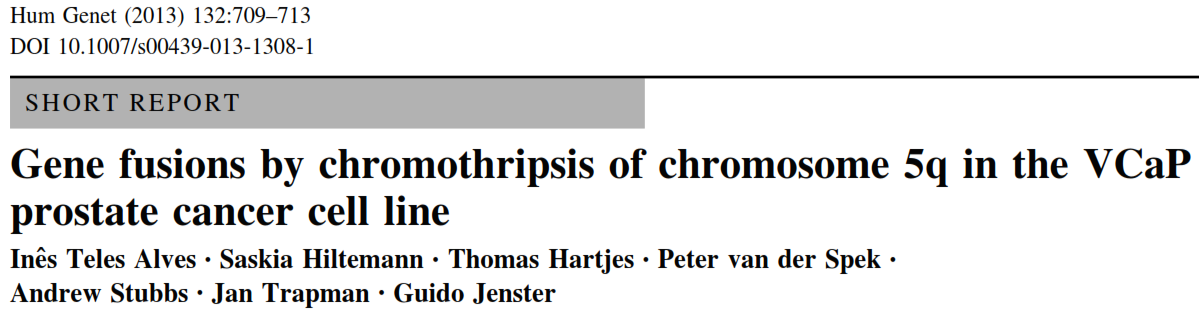 Hum Genet (2013) 132:709–713
DOI 10.1007/s00439-013-1308-1
SHORT REPORT
Gene fusions by chromothripsis of chromosome 5q in the VCaP
prostate cancer cell line
Inês Teles Alves · Saskia Hiltemann · Thomas Hartjes · Peter van der Spek ·
Andrew Stubbs · Jan Trapman · Guido Jenster